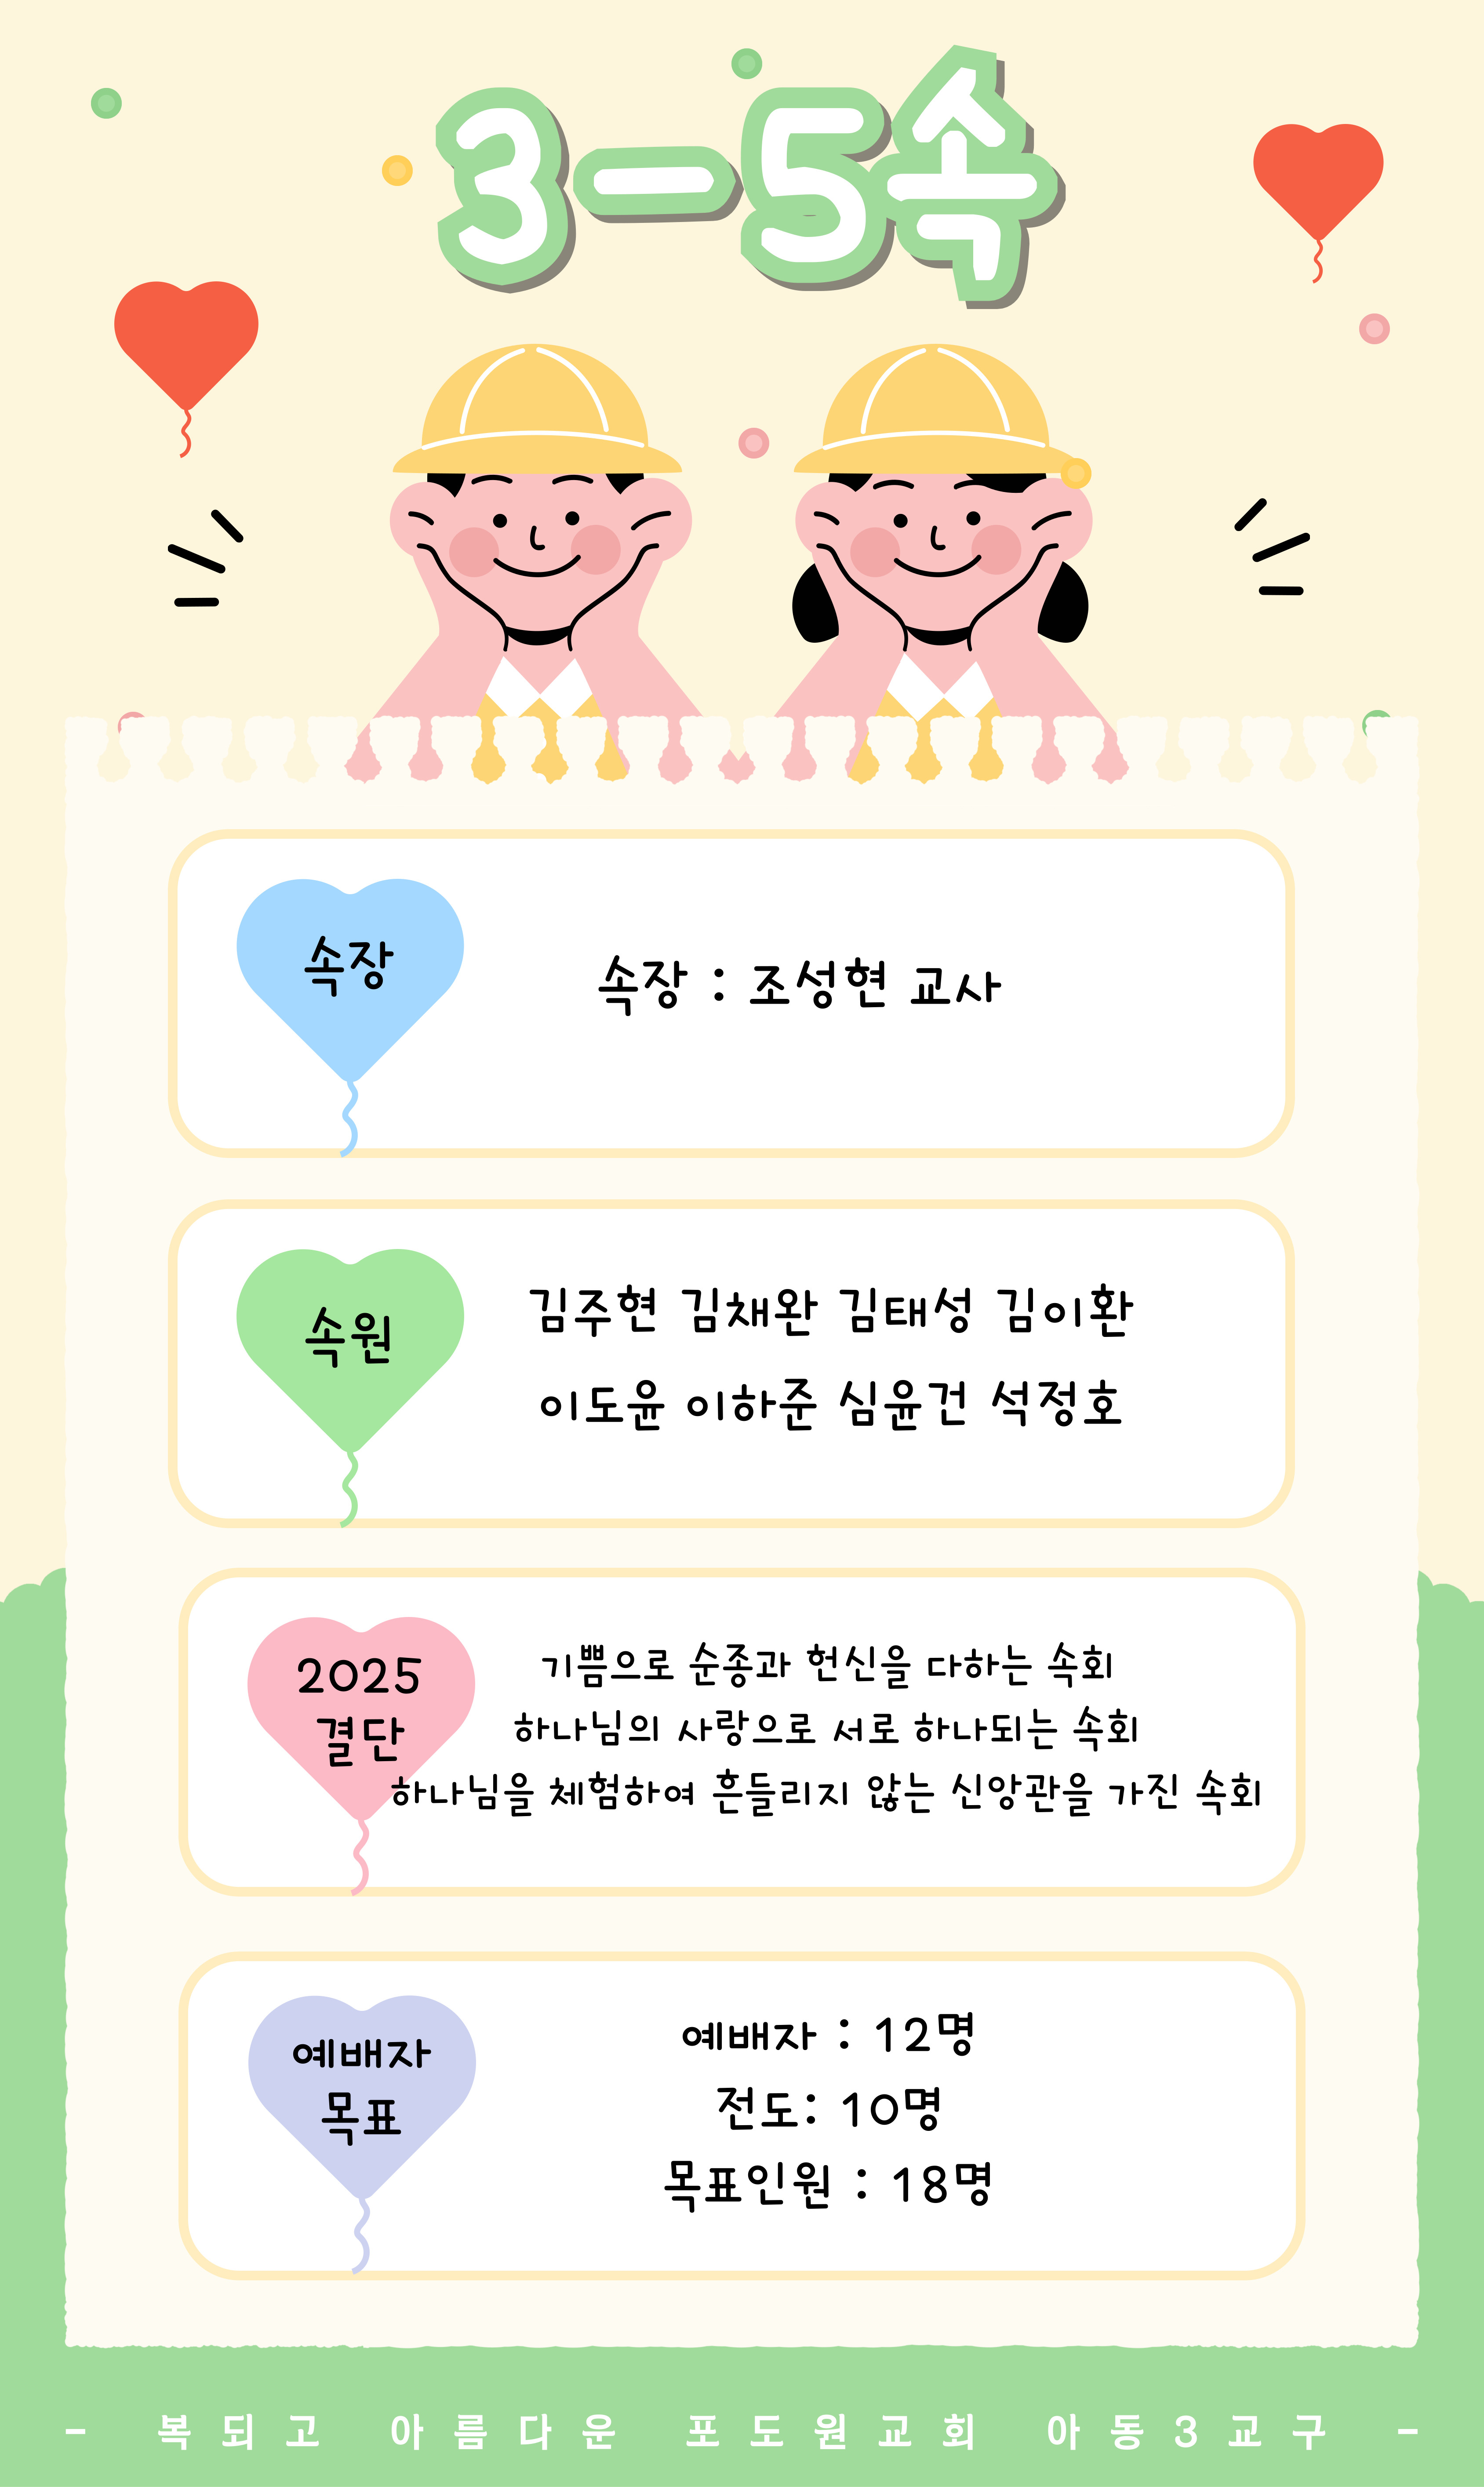 3-5속
속장
속장 : 조성현 교사
속원
김주현 김채완 김태성 김이환
이도윤 이하준 심윤건 석정호
2025
결단
기쁨으로 순종과 헌신을 다하는 속회
하나님의 사랑으로 서로 하나되는 속회
하나님을 체험하여 흔들리지 않는 신앙관을 가진 속회
예배자
목표
예배자 : 12명
전도: 10명
목표인원 : 18명
- 복되고 아름다운 포도원교회 아동3교구 -